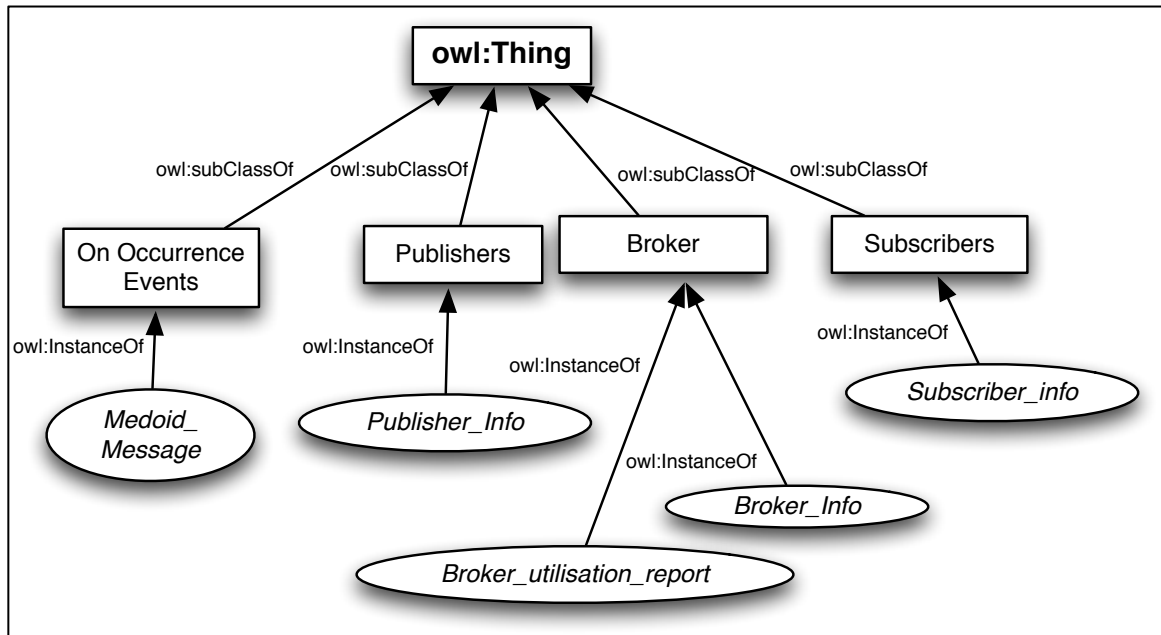 owl:Thing
owl:subClassOf
owl:subClassOf
owl:subClassOf
owl:subClassOf
On Occurrence
Events
Publishers
Broker
Subscribers
owl:InstanceOf
owl:InstanceOf
owl:InstanceOf
owl:InstanceOf
Medoid_
Message
Publisher_Info
Subscriber_info
owl:InstanceOf
Broker_Info
Broker_utilisation_report